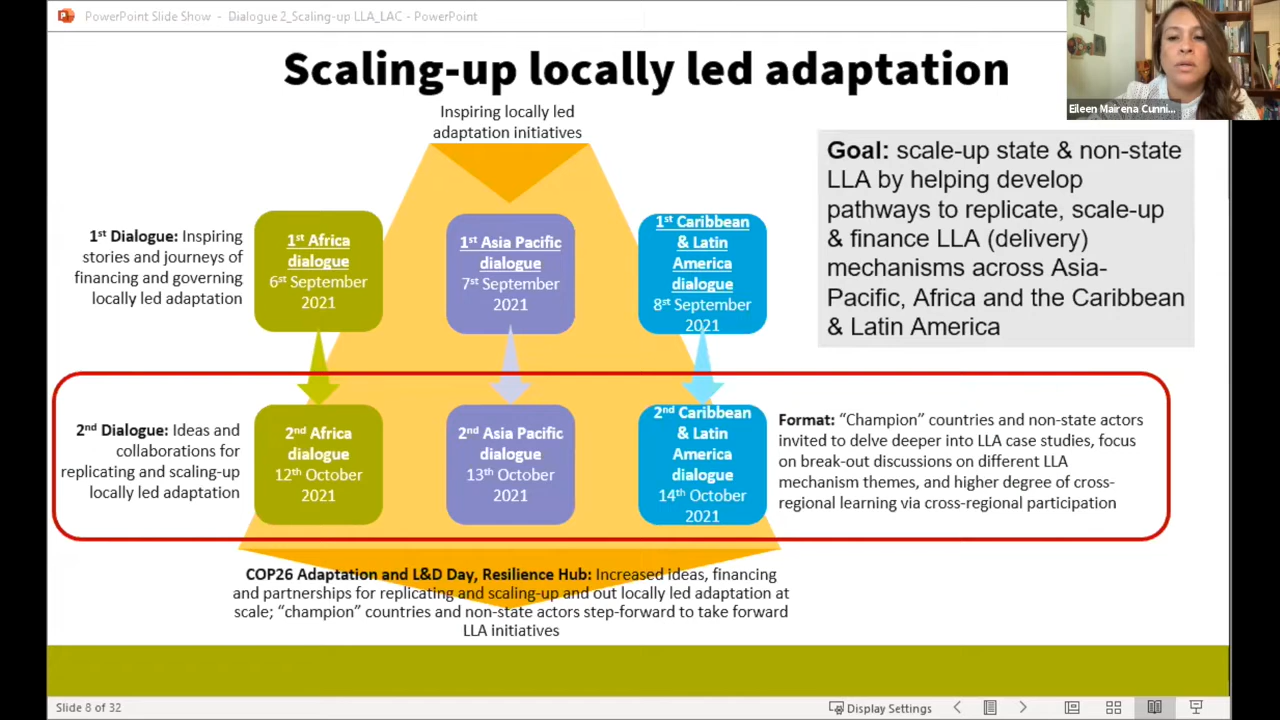 PowerPoint Slide Show - Dialogue 2_Scaling-up LLA_LAC - PowerPoint
Eileen Mairena Cunni...
Scaling-up locally led adaptation
Inspiring locally led
adaptation initiatives
Goal: scale-up state & non-state
LLA by helping develop
pathways to replicate, scale-up
& finance LLA (delivery)
mechanisms across Asia-
Pacific, Africa and the Caribbean
& Latin America
1st Dialogue: Inspiring
stories and journeys of
financing and governing
locally led adaptation
1st Africa
dialogue
6st September
2021
1st Asia Pacific
dialogue
7st September
2021
1st Caribbean
& Latin
America
dialogue
8st September
2021
2nd Dialogue: Ideas and
collaborations for
replicating and scaling-up
locally led adaptation
2nd Africa
dialogue
12th October
2021
2nd Asia Pacific
dialogue
13th October
2021
2nd Caribbean
& Latin
America
dialogue
14th October
2021
Format: “Champion” countries and non-state actors
invited to delve deeper into LLA case studies, focus
on break-out discussions on different LLA
mechanism themes, and higher degree of cross-
regional learning via cross-regional participation
COP26 Adaptation and L&D Day, Resilience Hub: Increased ideas, financing
and partnerships for replicating and scaling-up and out locally led adaptation at
scale; “champion” countries and non-state actors step-forward to take forward
LLA initiatives
Slide 8 of 32
Display Settings